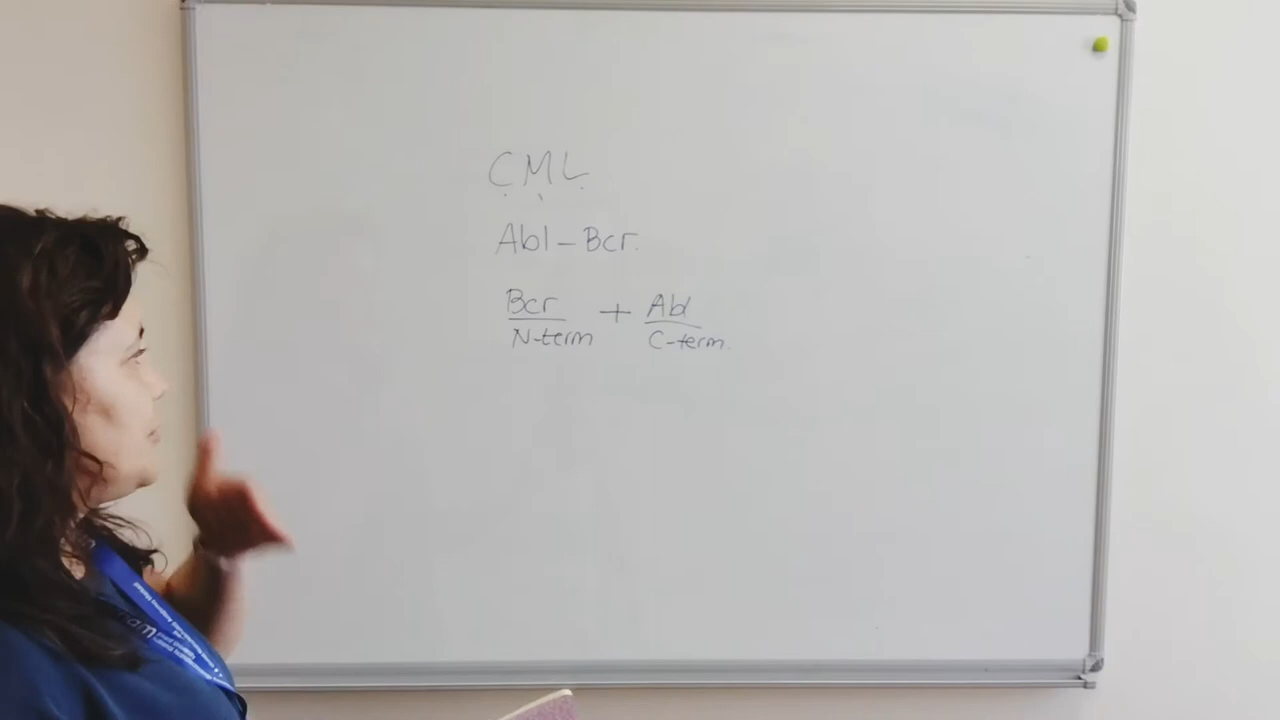 CML
Abl-Bcr.
Bcr + Abl
N-term C-term.